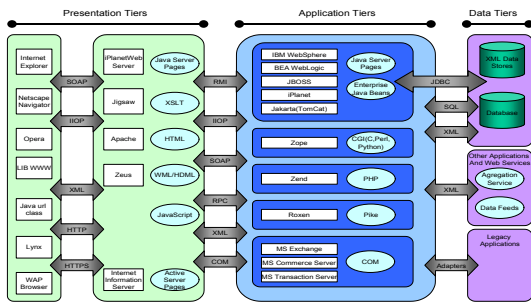 Presentation Tiers
Application Tiers
Data Tiers
Internet
Explorer
Netscape
Navigator
Opera
LIB WWW
Java url
class
Lynx
WAP
Browser
SOAP
IIOP
XML
HTTP
HTTPS
iPlanetWeb
Server
Jigsaw
Apache
Zeus
Internet Information
Server
Java Server
Pages
XSLT
HTML
WML/HDML
JavaScript
Active Server
Pages
RMI
IIOP
SOAP
RPC
XML
COM
IBM WebSphere
BEA WebLogic
JBOSS
iPlanet
Jakarta(TomCat)
Java Server
Pages
Enterprise
Java Beans
Zope
CGI(C,Perl,
Python)
Zend
PHP
Roxen
Pike
MS Exchange
MS Commerce Server
MS Transaction Server
COM
JDBC
SQL
XML
XML
Adapters
XML Data
Stores
Database
Other Applications
And Web Services
Agregation
Service
Data Feeds
Legacy
Applications